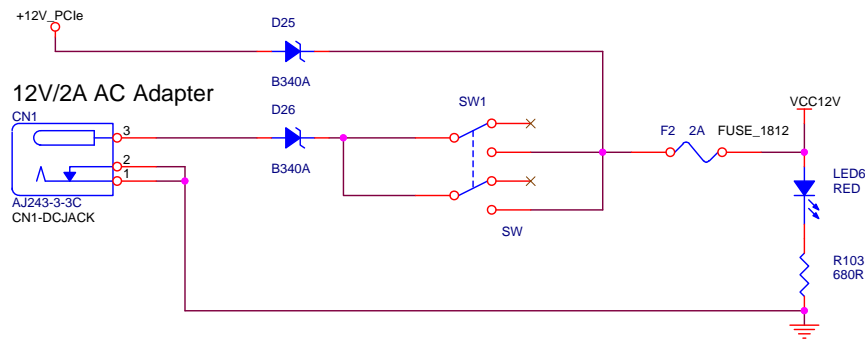 +12V_PCIe
D25
B340A
12V/2A AC Adapter
CN1
3
2
1
AJ243-3-3C
CN1-DCJACK
D26
B340A
SW1
SW
F2 2A FUSE_1812
VCC12V
LED6
RED
R103
680R